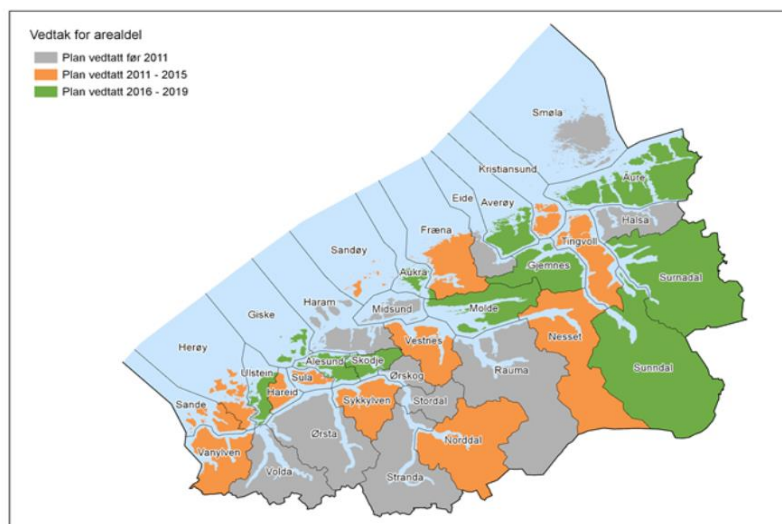 Vedtak for arealdel
Plan vedtatt før 2011
Plan vedtatt 2011 - 2015
Plan vedtatt 2016 - 2019
Smøla
Kristiansund
Aure
Eide
Averøy
Halsa
Fræna
Tingvoll
Sandøy
Aukra
Gjemnes
Surnadal
Giske
Haram
Midsund
Molde
Herøy
Vestnes
Nesset
Ulstein
Ålesund
Skodje
Sunndal
Sula
Ørskog
Rauma
Hareid
Sande
Sykkylven
Stordal
Ørsta
Norddal
Vanylven
Volda
Stranda